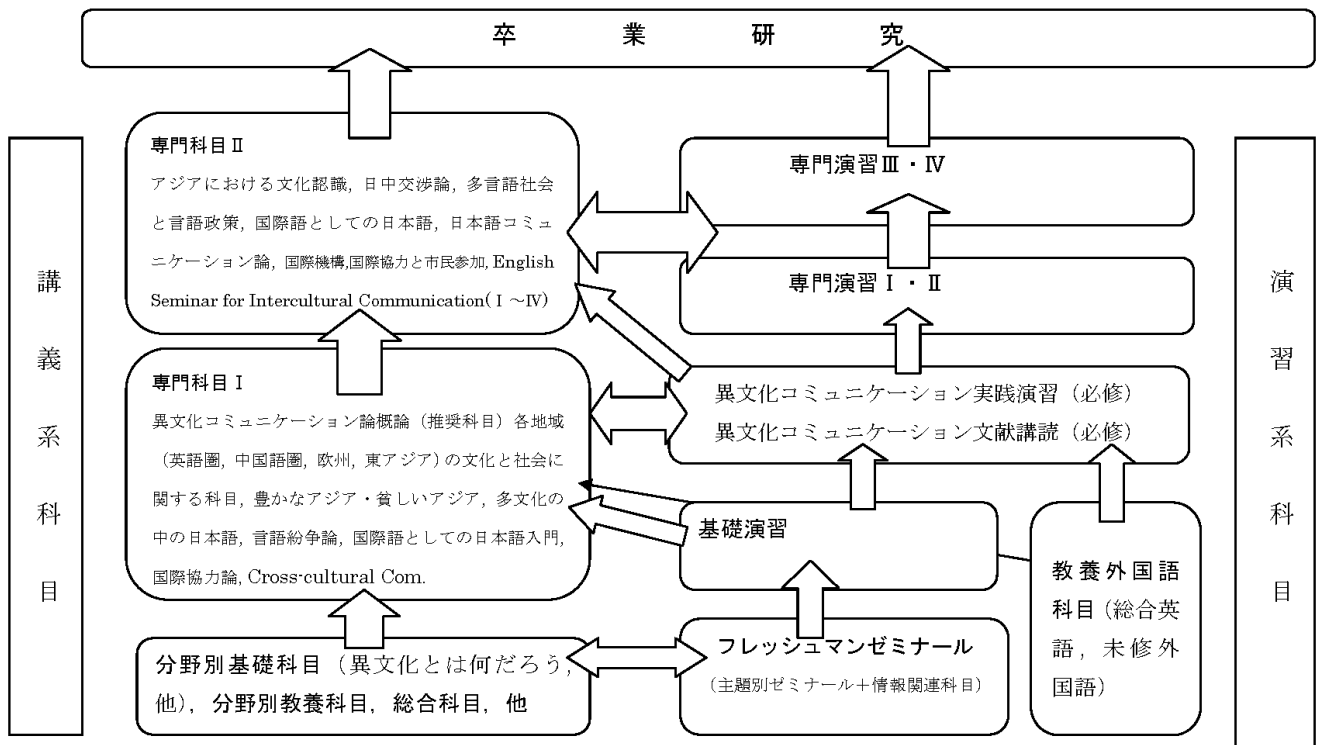 卒業研究
講義系科目
専門科目Ⅱ
アジアにおける文化認識, 日中交渉論, 多言語社会
と言語政策, 国際語としての日本語, 日本語コミュ
ニケーション論, 国際機構,国際協力と市民参加, English
Seminar for Intercultural Communication(Ⅰ～Ⅳ)
専門科目Ⅰ
異文化コミュニケーション論概論（推奨科目）各地域
（英語圏, 中国語圏, 欧州, 東アジア）の文化と社会に
関する科目, 豊かなアジア・貧しいアジア, 多文化の
中の日本語, 言語紛争論, 国際語としての日本語入門,
国際協力論, Cross-cultural Com.
分野別基礎科目（異文化とは何だろう,
他）, 分野別教養科目, 総合科目, 他
専門演習Ⅲ・Ⅳ
専門演習Ⅰ・Ⅱ
異文化コミュニケーション実践演習（必修）
異文化コミュニケーション文献講読（必修）
基礎演習
フレッシュマンゼミナール
（主題別ゼミナール＋情報関連科目）
教養外国語
科目（総合英
語, 未修外
国語）
演習系科目